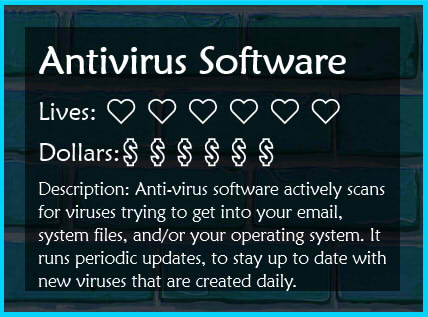 Antivirus Software
Lives: ♡ ♡ ♡ ♡ ♡ ♡
Dollars: $ $ $ $ $ $
Description: Anti-virus software actively scans
for viruses trying to get into your email,
system files, and/or your operating system. It
runs periodic updates, to stay up to date with
new viruses that are created daily.